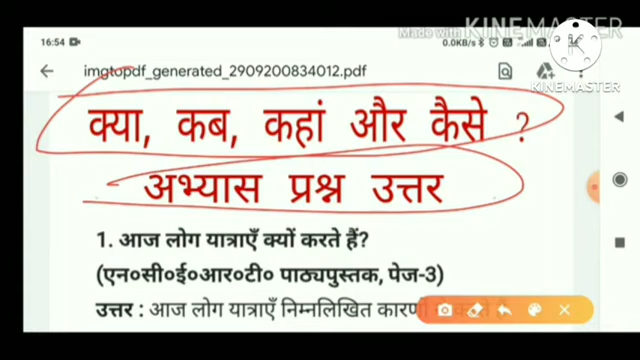 Made with KINEMASTER
16:54 0.0KB/s
KINEMASTER
imgtopdf_generated_2909200834012.pdf
क्या, कब, कहां और कैसे ?
अभ्यास प्रश्न उत्तर
1. आज लोग यात्राएँ क्यों करते हैं?
(एन०सी०ई०आर०टी० पाठ्यपुस्तक, पेज-3)
उत्तर : आज लोग यात्राएँ निम्नलिखित